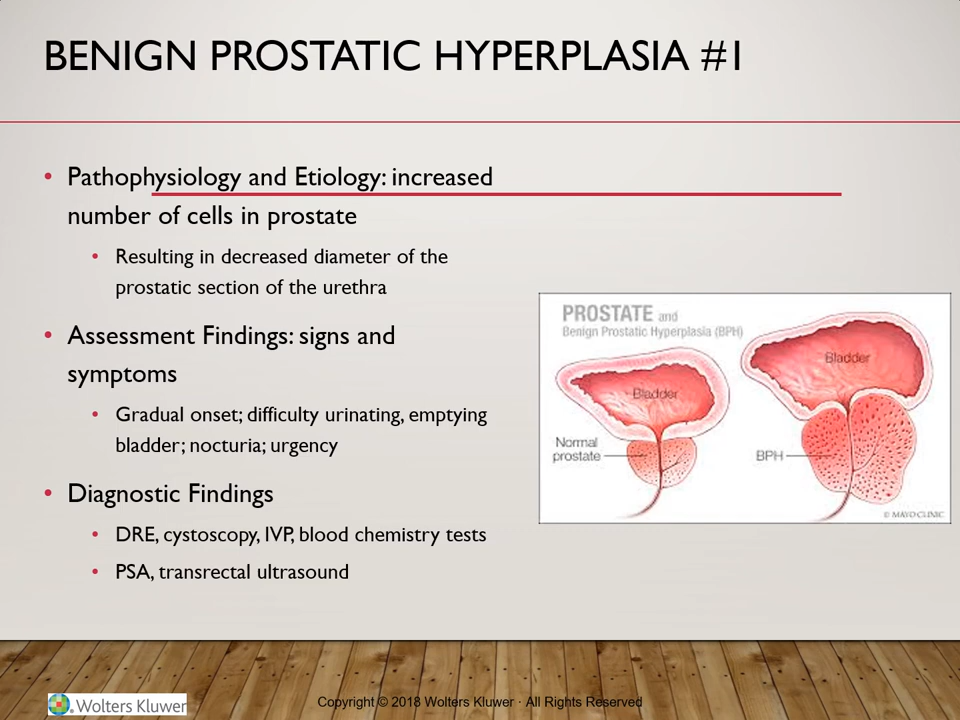 BENIGN PROSTATIC HYPERPLASIA #1
• Pathophysiology and Etiology: increased
number of cells in prostate
• Resulting in decreased diameter of the
prostatic section of the urethra
• Assessment Findings: signs and
symptoms
• Gradual onset; difficulty urinating, emptying
bladder; nocturia; urgency
• Diagnostic Findings
• DRE, cystoscopy, IVP, blood chemistry tests
• PSA, transrectal ultrasound
PROSTATE and
Benign Prostatic Hyperplasia (BPH)
Bladder
Normal
prostate
Bladder
BPH
© MAYO CLINIC
Wolters Kluwer
Copyright © 2018 Wolters Kluwer · All Rights Reserved